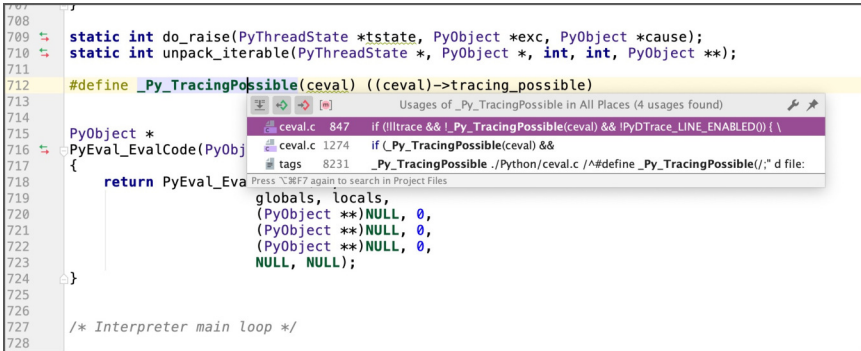 707 }
708
709 static int do_raise(PyThreadState *tstate, PyObject *exc, PyObject *cause);
710 static int unpack_iterable(PyThreadState *, PyObject *, int, int, PyObject **);
711
712 #define _Py_TracingPossible(ceval) ((ceval)->tracing_possible)
713 Usages of _Py_TracingPossible in All Places (4 usages found)
714 ceval.c 847 if (!lltrace && !_Py_TracingPossible(ceval) && !PyDTrace_LINE_ENABLED()) { \
715 PyObject *
ceval.c 1274 if (_Py_TracingPossible(ceval) &&
716 PyEval_EvalCode(PyObj
717 {
tags 8231 _Py_TracingPossible ./Python/ceval.c /^#define _Py_TracingPossible(/;" d file:
718 return PyEval_Eva
Press ⌥⌘F7 again to search in Project Files
719 globals, locals,
720 (PyObject **)NULL, 0,
721 (PyObject **)NULL, 0,
722 (PyObject **)NULL, 0,
723 NULL, NULL);
724 }
725
726
727 /* Interpreter main loop */
728